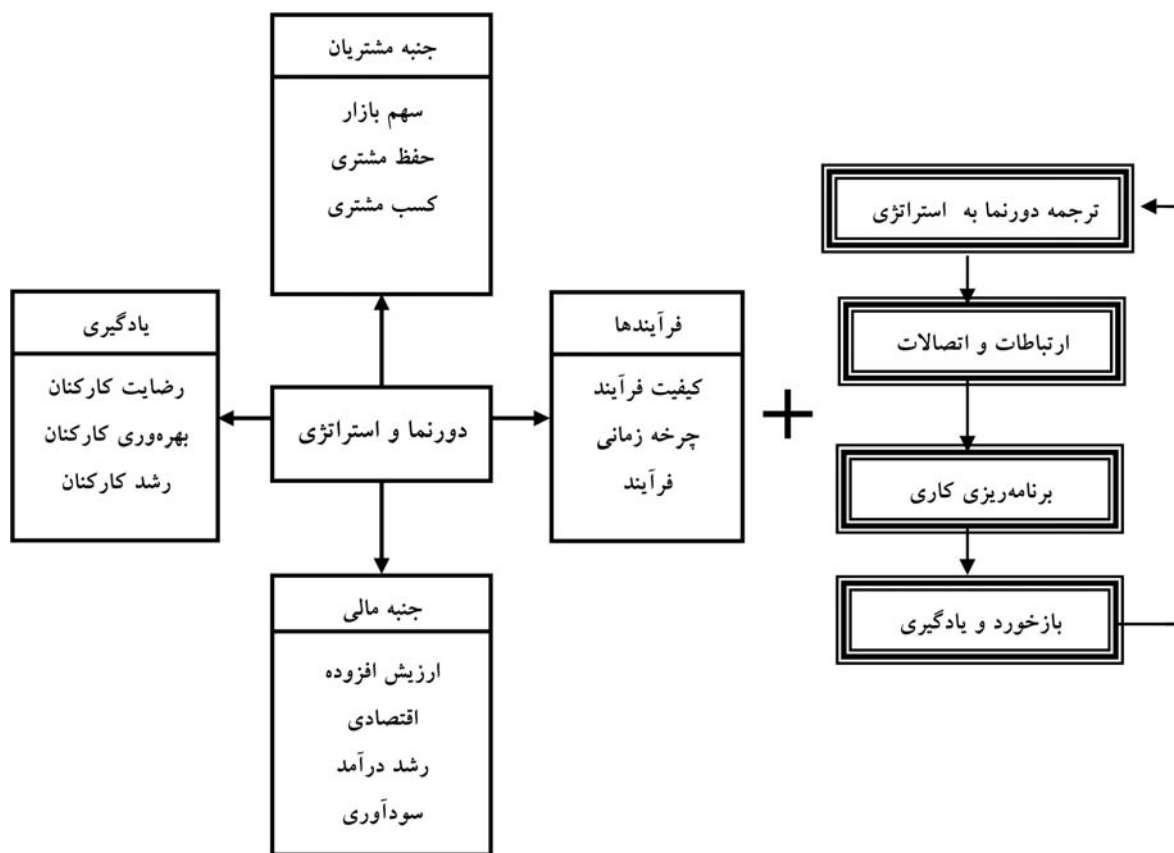 جنبه مشتریان
سهم بازار
حفظ مشتری
کسب مشتری
ترجمه دورنما به استراتژی
ارتباطات و اتصالات
برنامه‌ریزی کاری
بازخورد و یادگیری
فرآیندها
کیفیت فرآیند
چرخه زمانی
فرآیند
+
دورنما و استراتژی
یادگیری
رضایت کارکنان
بهره‌وری کارکنان
رشد کارکنان
جنبه مالی
ارزیش افزوده
اقتصادی
رشد درآمد
سودآوری